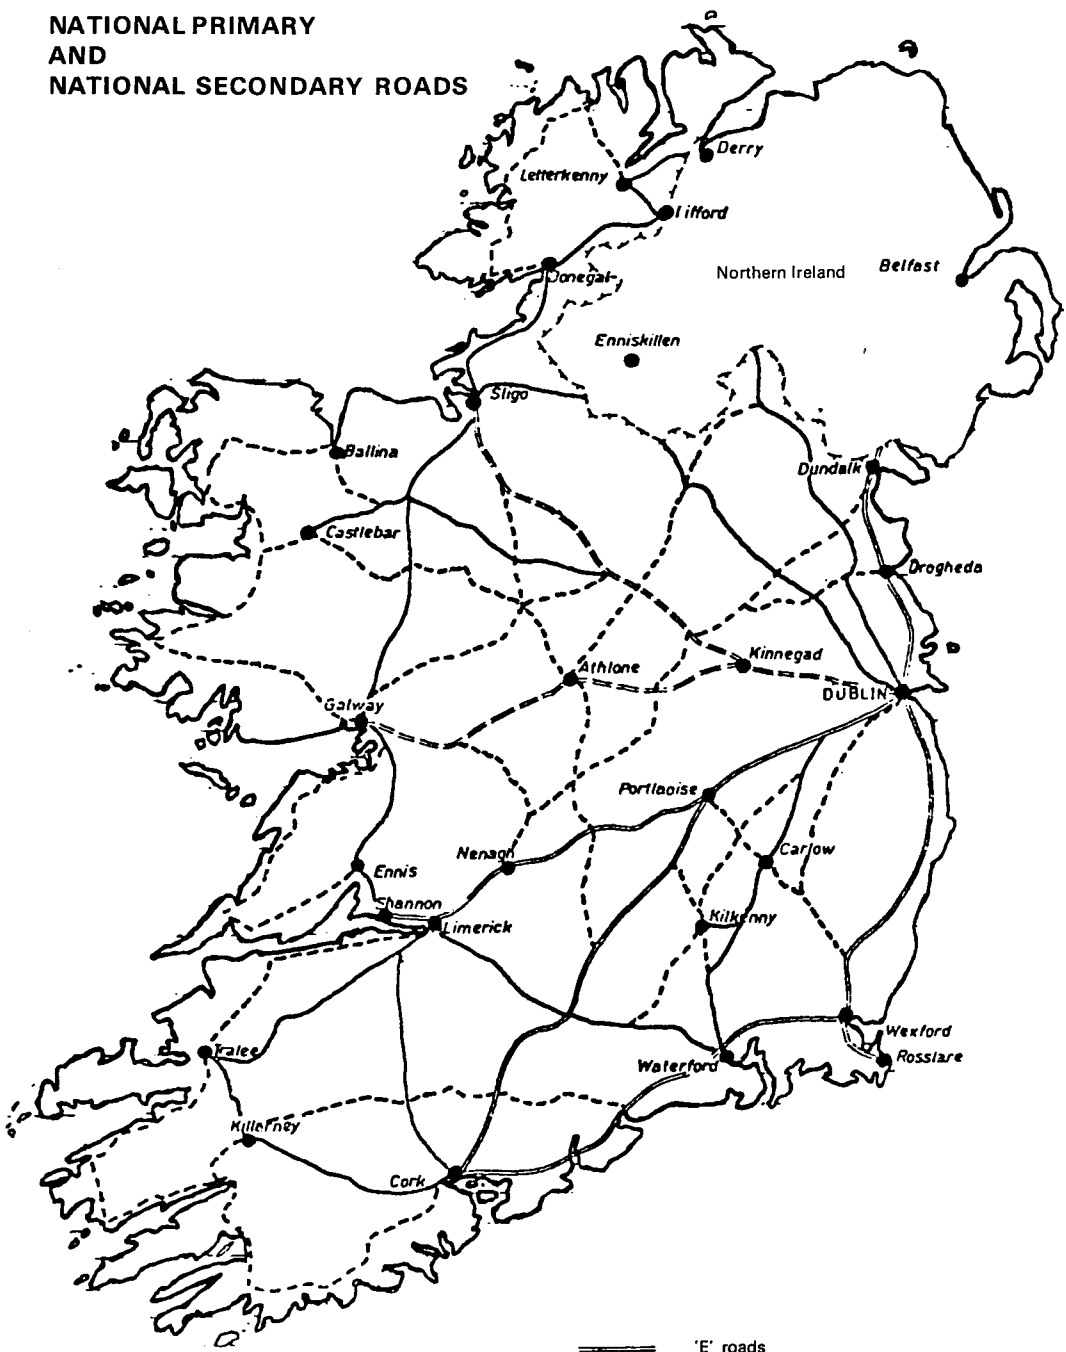 NATIONAL PRIMARY
AND
NATIONAL SECONDARY ROADS
Derry
Letterkenny
Lifford
Donegal
Northern Ireland
Belfast
Enniskillen
Sligo
Ballina
Dundalk
Castlebar
Drogheda
Athlone
Kinnegad
DUBLIN
Galway
Portlaoise
Nenagh
Carlow
Ennis
Shannon
Limerick
Kilkenny
Tralee
Wexford
Rosslare
Waterford
Killarney
Cork
'E' roads